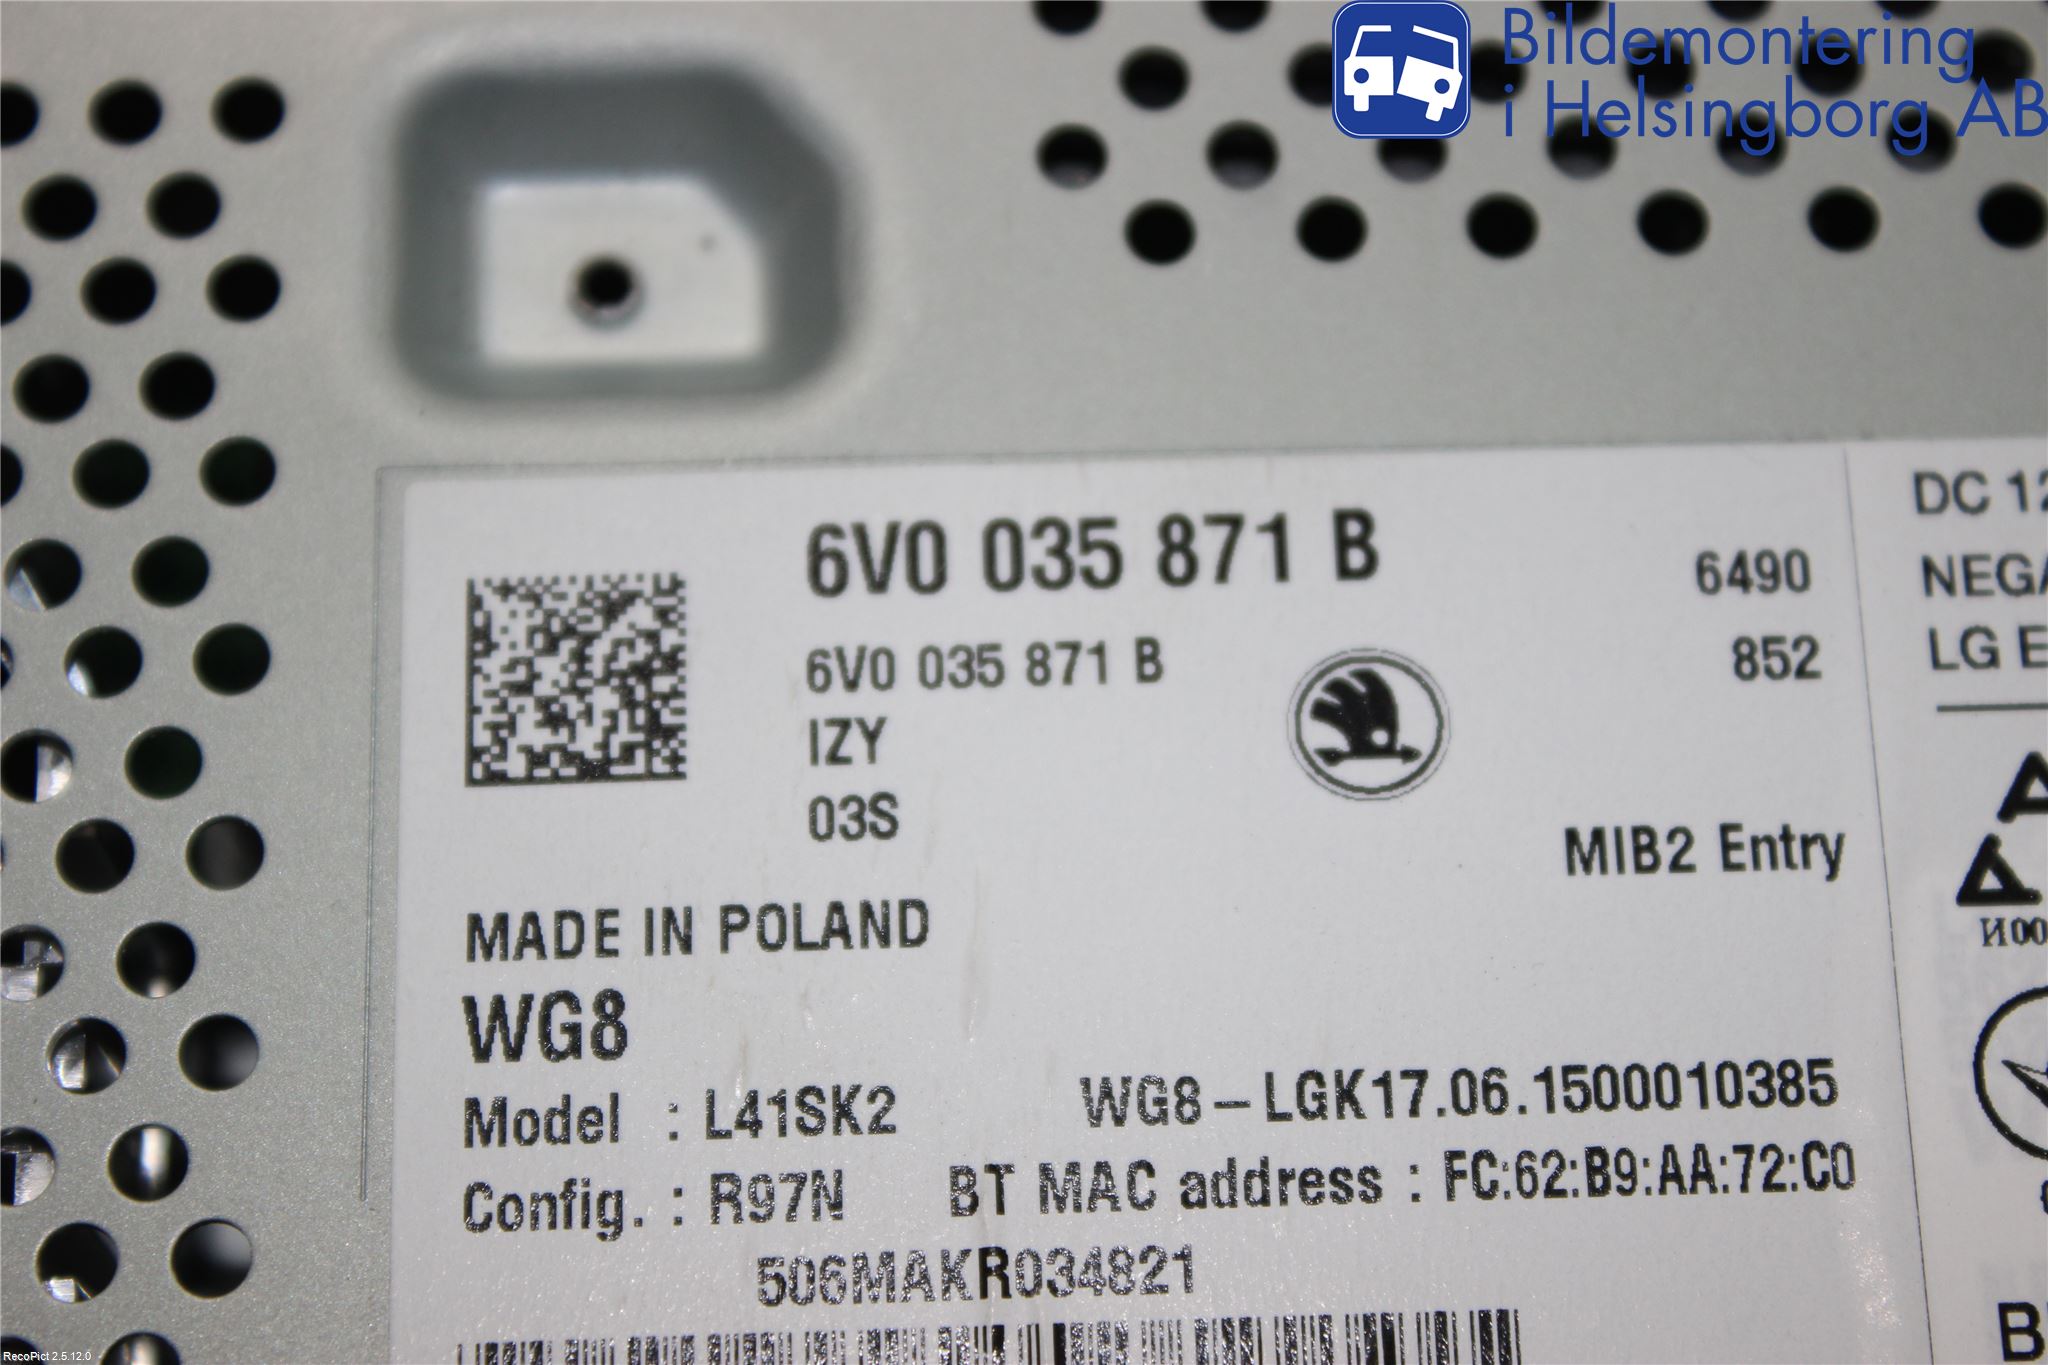 Bildemontering
i Helsingborg AB
6V0 035 871 B
6490
6V0 035 871 B
852
IZY
03S
MIB2 Entry
MADE IN POLAND
WG8
Model : L41SK2
WG8-LGK17.06.1500010385
Config. : R97N
BT MAC address : FC:62:B9:AA:72:C0
506MAKR034821
DC 12
NEGA
LG E
И00
B
RecoPict 2.5.12.0